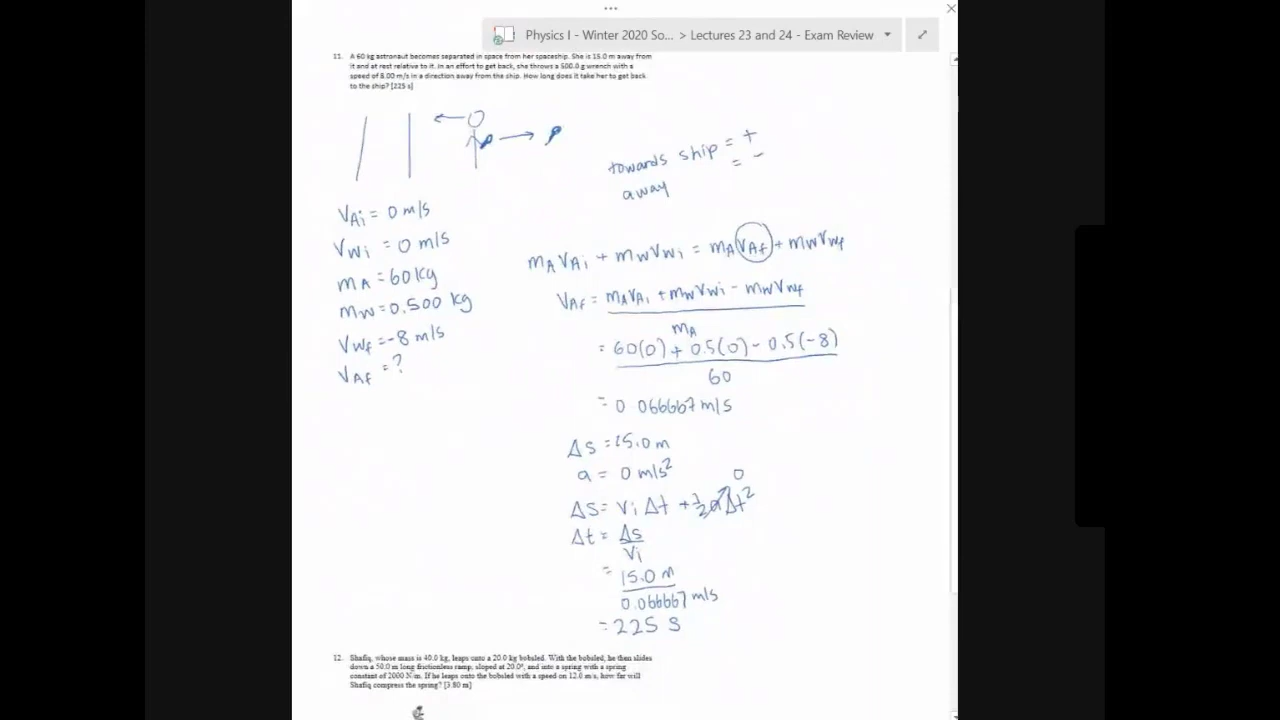 Physics I - Winter 2020 So... > Lectures 23 and 24 - Exam Review
11. A 60 kg astronaut becomes separated in space from her spaceship. She is 15.0 m away from
it and at rest relative to it. In an effort to get back, she throws a 500.0 g wrench with a
speed of 8.00 m/s in a direction away from the ship. How long does it take her to get back
to the ship? [225 s]
towards ship = +
away = -
VAi = 0 m/s
VWi = 0 m/s
mA = 60 kg
mW = 0.500 kg
VWf = -8 m/s
VAf = ?
mAVAi + mWVWi = mAVAf + mWVWf
VAf = mAVAi + mWVWi - mWVWf
mA
= 60(0) + 0.5(0) - 0.5(-8)
60
= 0 066667 m/s
Δs = 15.0 m
a = 0 m/s²
0
Δs = Vi Δt + ½aΔt²
Δt = Δs
Vi
= 15.0 m
0.066667 m/s
= 225 s
12. Shafiq, whose mass is 40.0 kg, leaps onto a 20.0 kg bobsled. With the bobsled, he then slides
down a 50.0 m long frictionless ramp, sloped at 20.0°, and into a spring with a spring
constant of 2000 N/m. If he leaps onto the bobsled with a speed on 12.0 m/s, how far will
Shafiq compress the spring? [3.80 m]